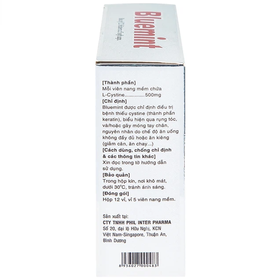 Bluemint
[Thành phần]
Mỗi viên nang mềm chứa
L-Cystine..................500mg
[Chỉ định]
Bluemint được chỉ định điều trị
bệnh thiếu cystine (thạch phạn
keratin), biểu hiện qua rụng tóc,
và/hoặc gãy móng tay chân,
nguyên nhân do chế độ ăn uống
không đầy đủ hoặc ăn kiêng
(giảm cân, ăn chay...).
[Cách dùng, chống chỉ định
& các thông tin khác]
Xin đọc trong tờ hướng dẫn
sử dụng.
[Bảo quản]
Trong hộp kín, nơi khô mát,
dưới 30°C, tránh ánh sáng.
[Đóng gói]
Hộp 12 vỉ, vỉ 5 viên nang mềm.
Sản xuất tại:
CTY TNHH PHIL INTER PHARMA
Số 20, đại lộ Hữu Nghị, KCN
Việt Nam-Singapore, Thuận An,
Bình Dương